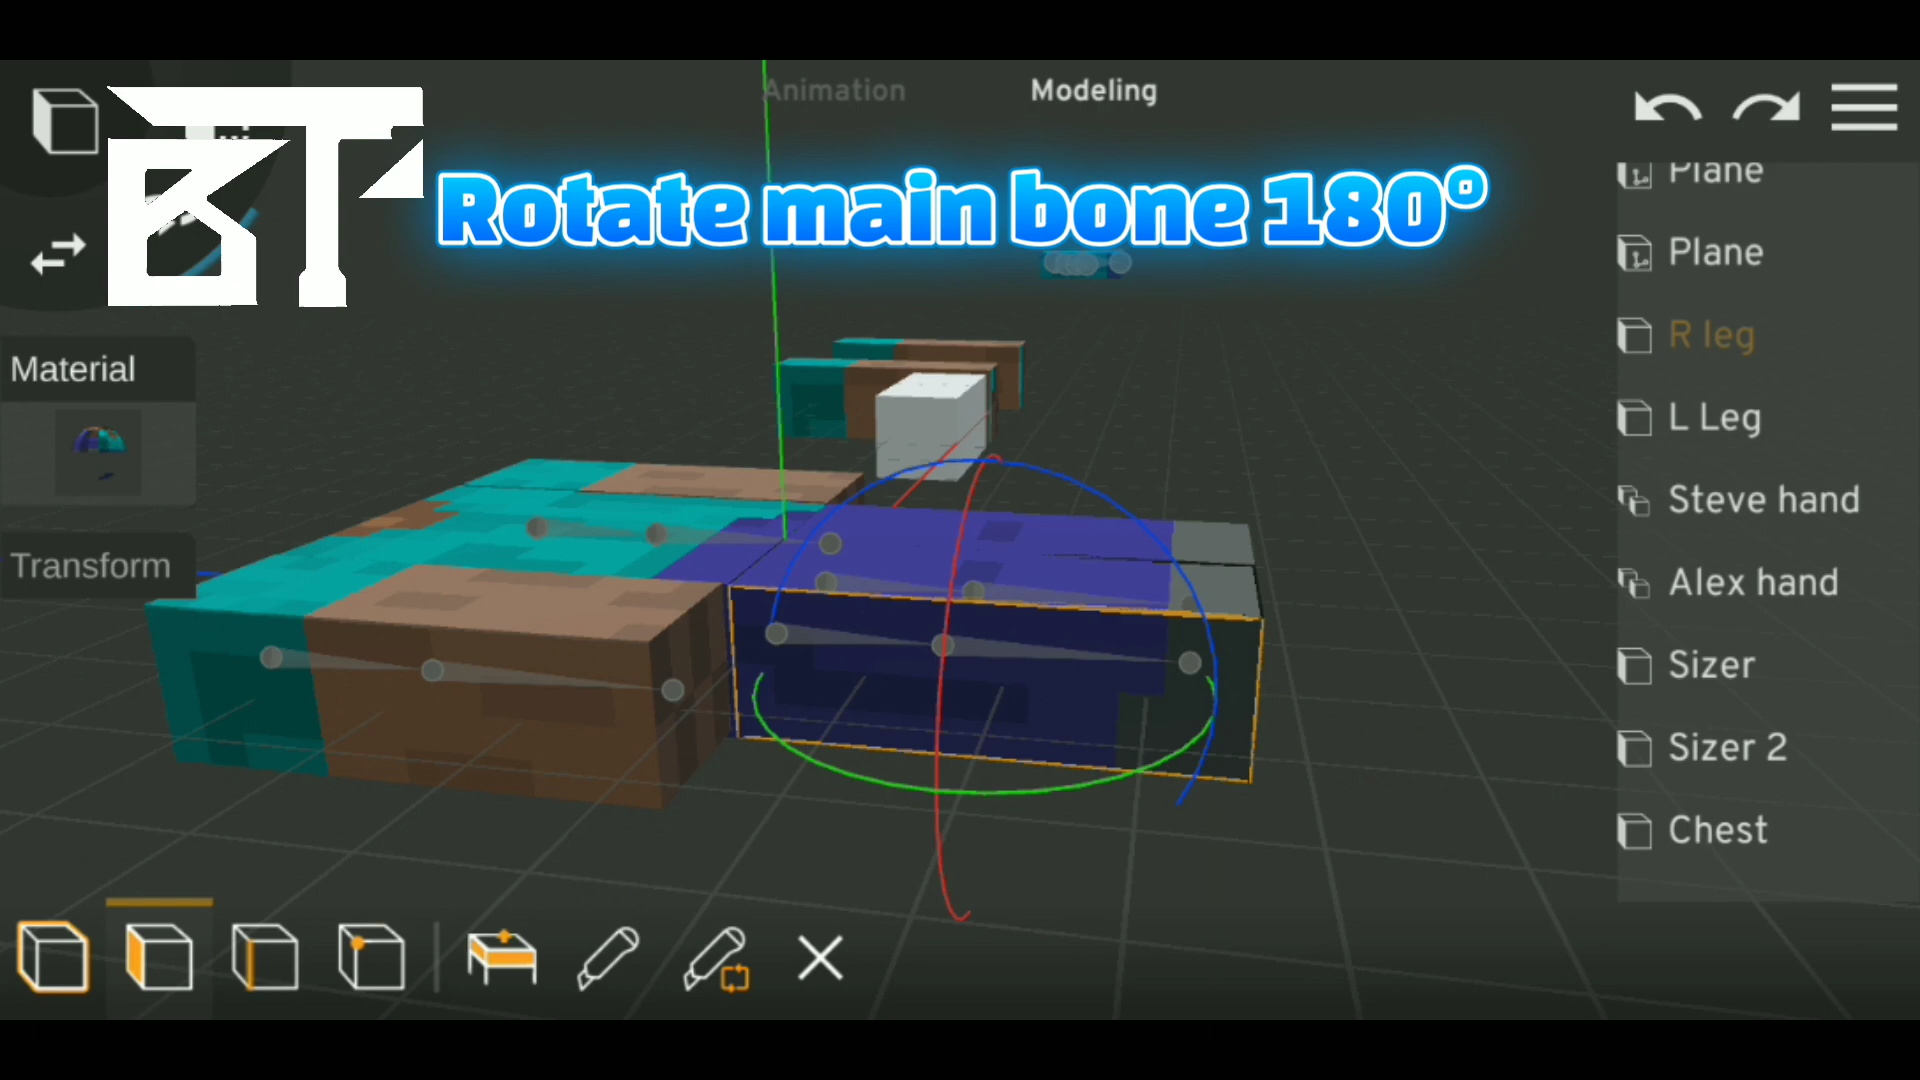 Animation
Modeling
BT
Rotate main bone 180°
Material
Transform
Plane
Plane
R leg
L Leg
Steve hand
Alex hand
Sizer
Sizer 2
Chest